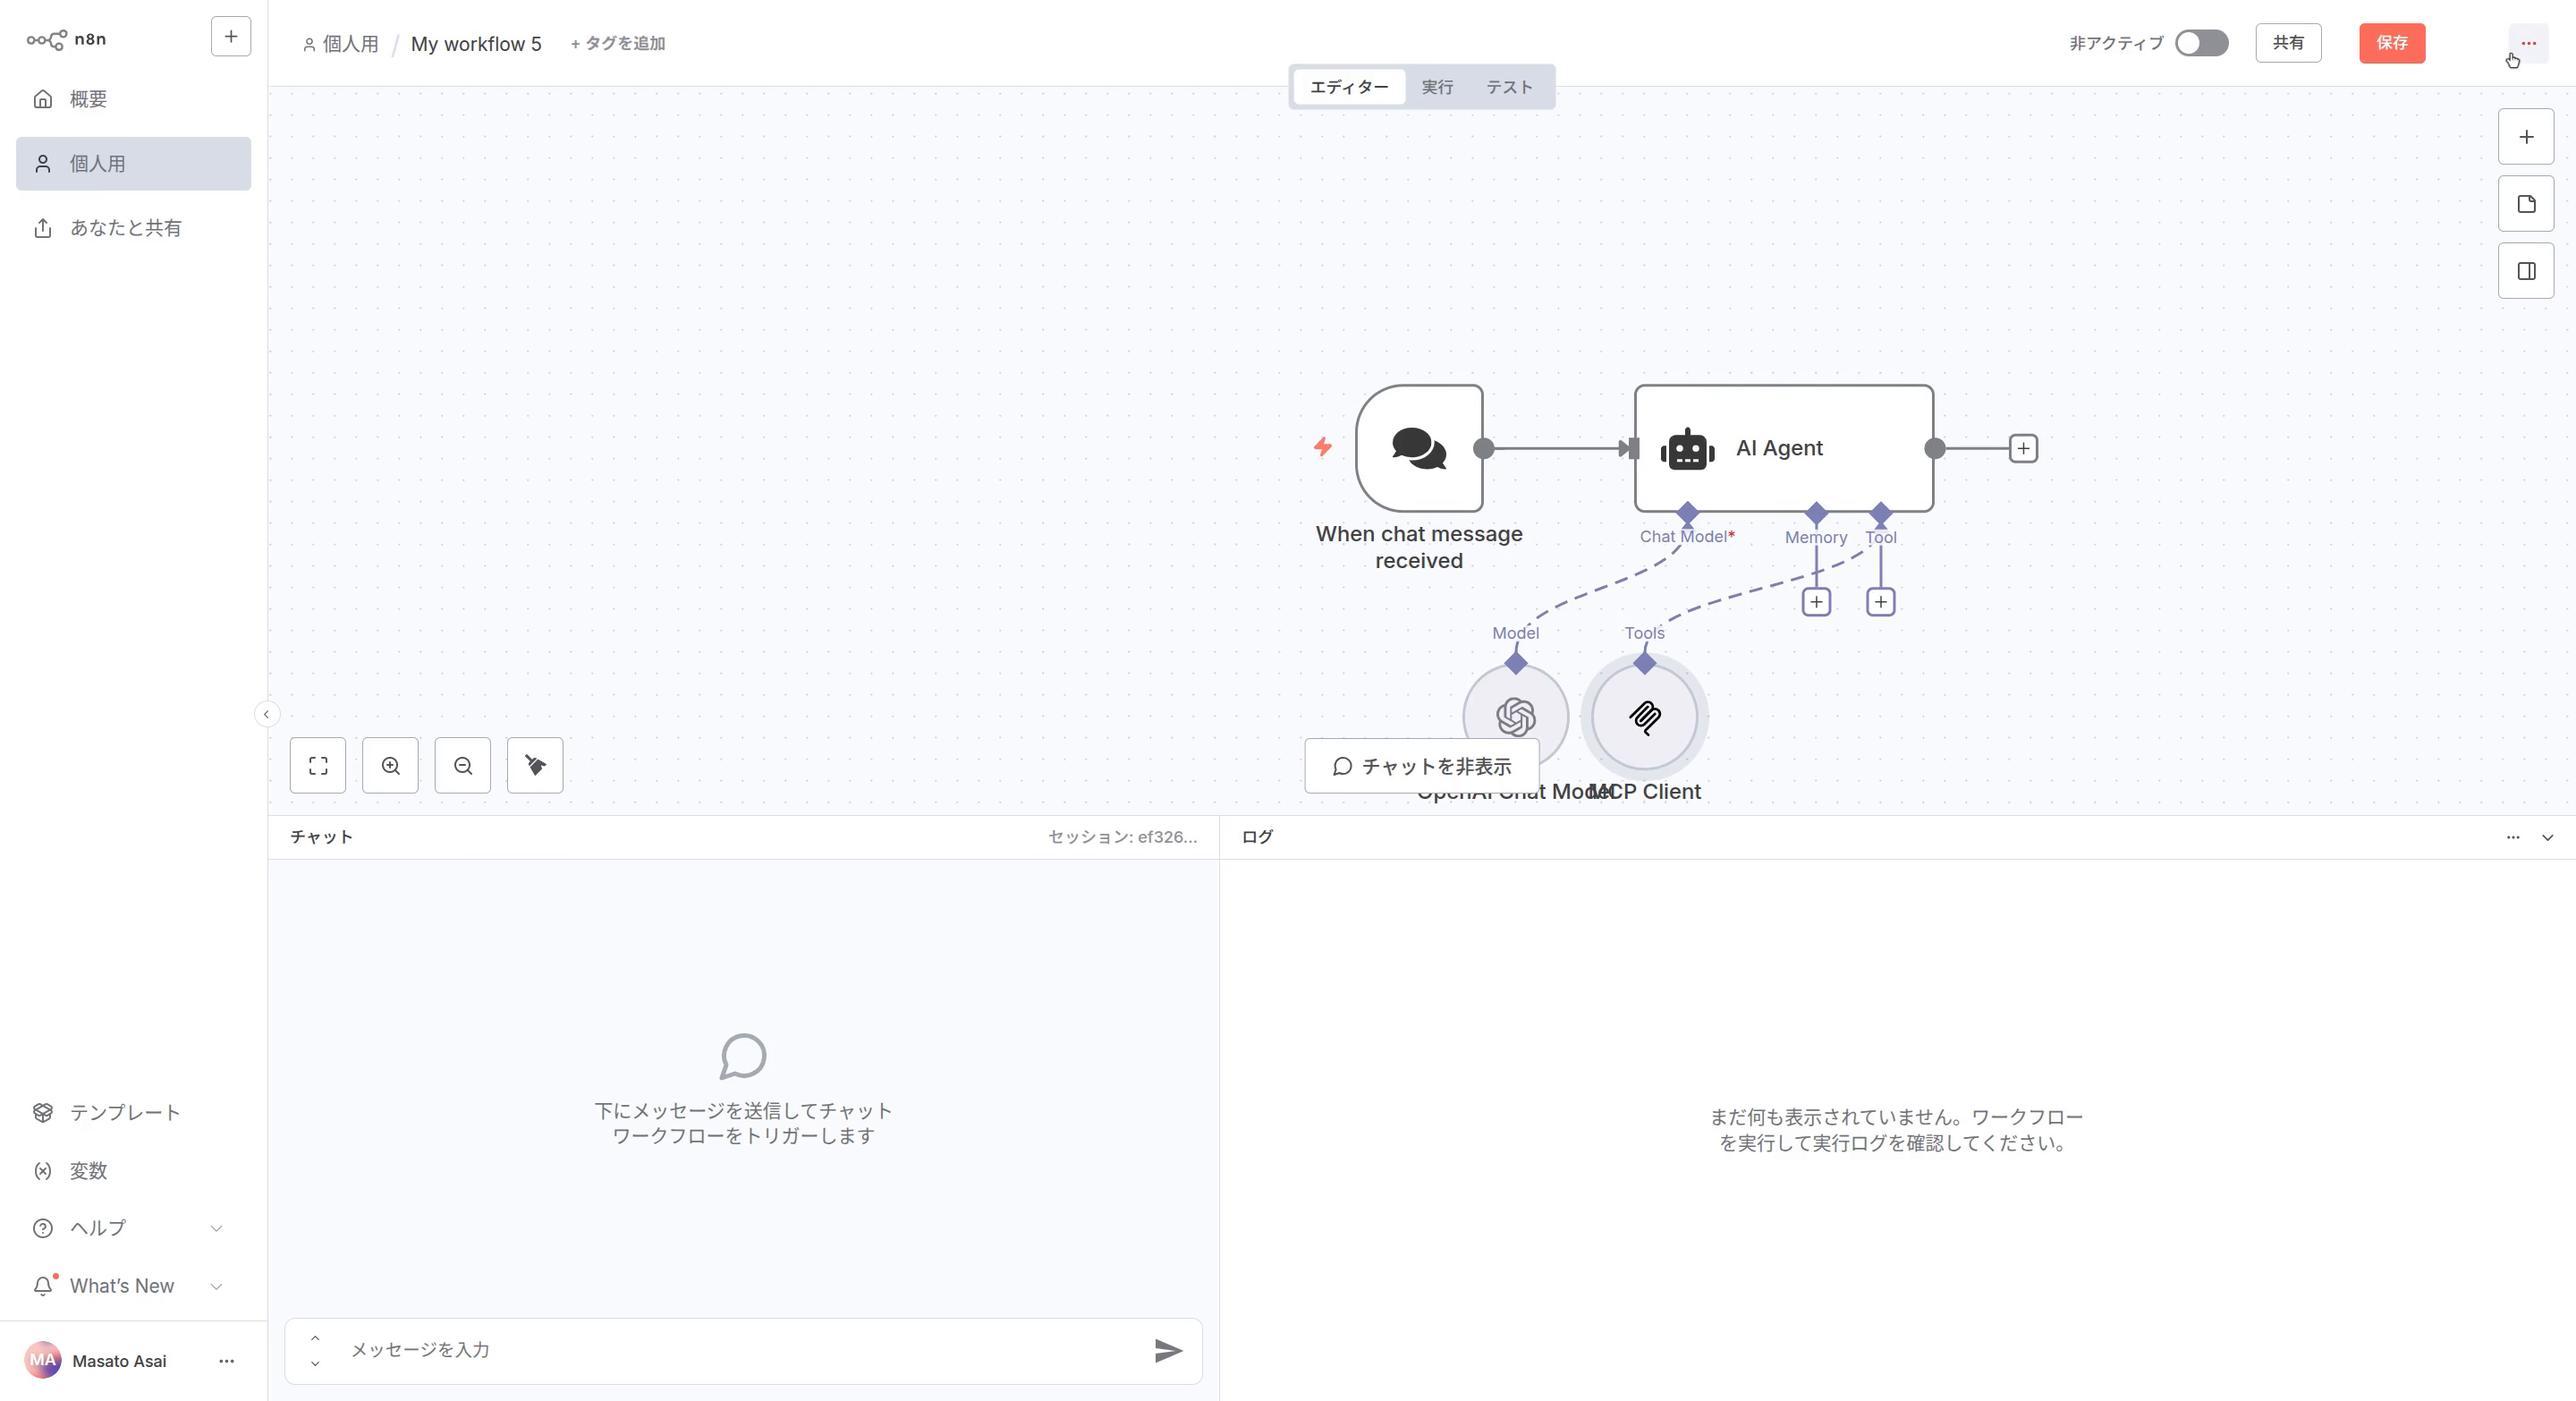 n8n
概要
個人用
あなたと共有
テンプレート
変数
ヘルプ
What's New
MA
Masato Asai
個人用 / My workflow 5 + タグを追加
非アクティブ
共有
保存
エディター 実行 テスト
AI Agent
When chat message
received
Chat Model*
Memory
Tool
Model
Tools
チャットを非表示
OpenAI Chat Model
MCP Client
チャット
セッション: ef326...
ログ
下にメッセージを送信してチャット
ワークフローをトリガーします
まだ何も表示されていません。ワークフロー
を実行して実行ログを確認してください。
メッセージを入力